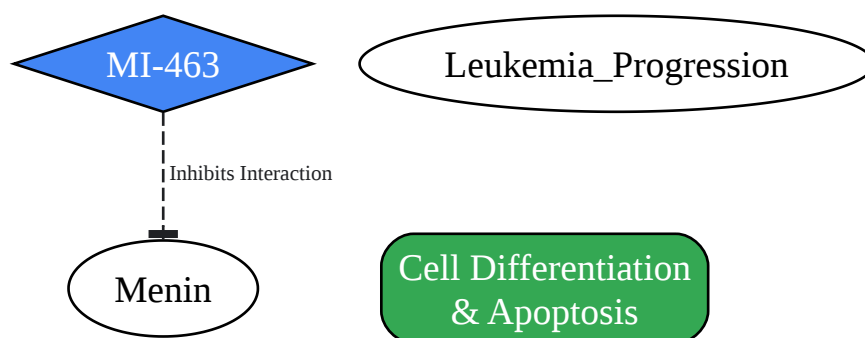 MI-463
Leukemia_Progression
Inhibits Interaction
Menin
Cell Differentiation
& Apoptosis